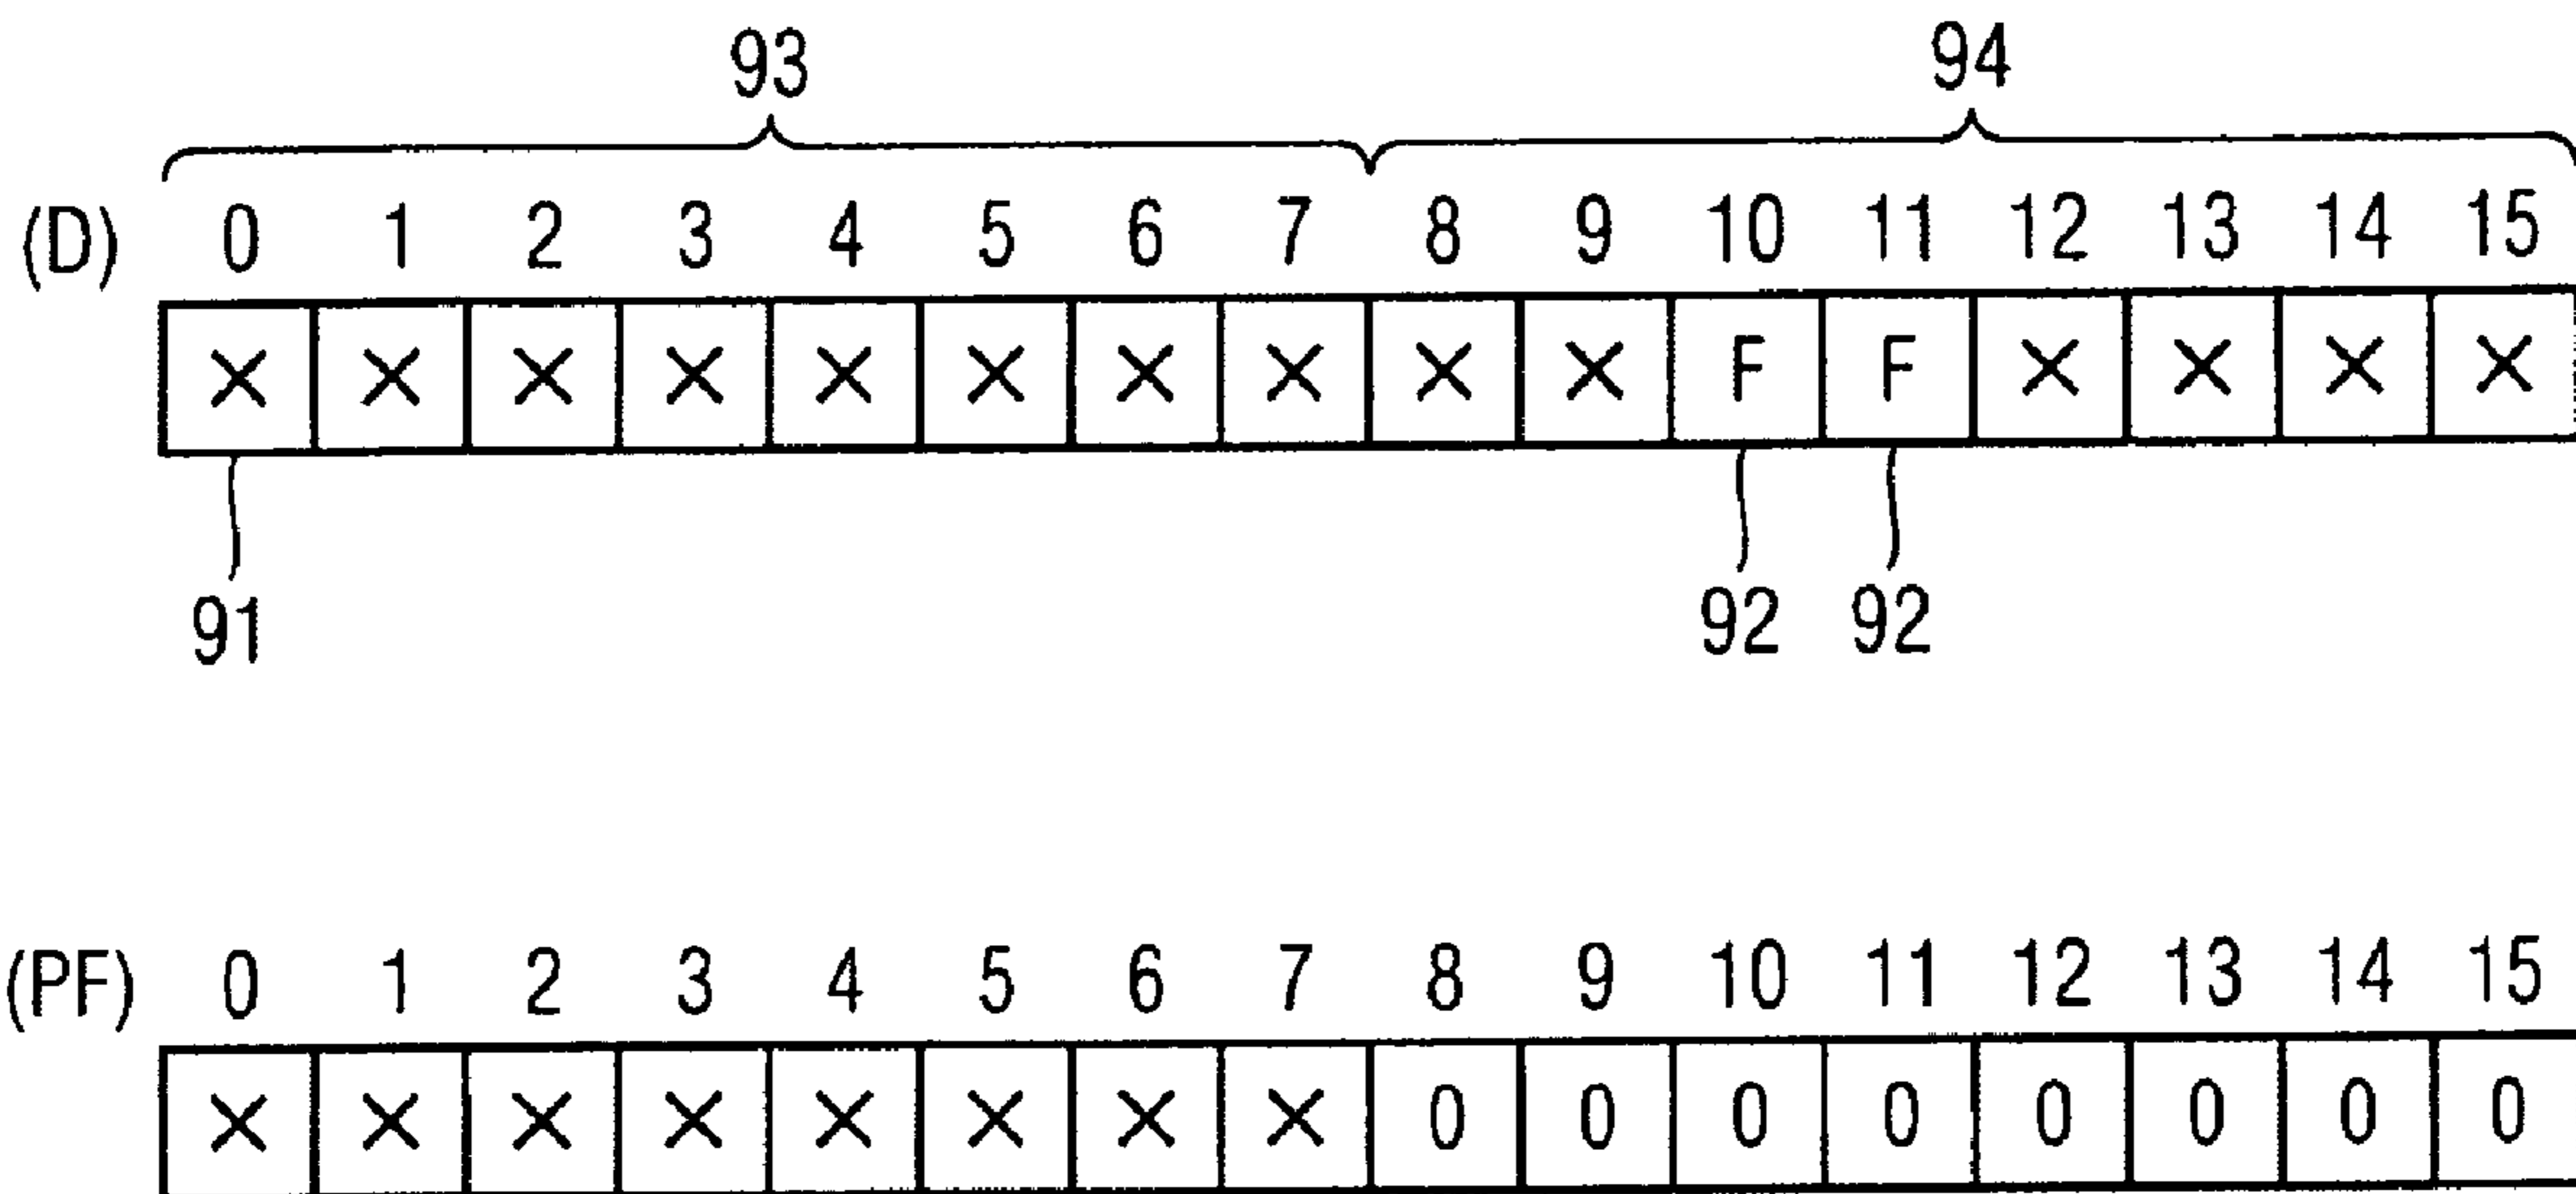 93 94
(D) 0 1 2 3 4 5 6 7 8 9 10 11 12 13 14 15
× × × × × × × × × × F F × × × ×
91 92 92
(PF) 0 1 2 3 4 5 6 7 8 9 10 11 12 13 14 15
× × × × × × × × 0 0 0 0 0 0 0 0